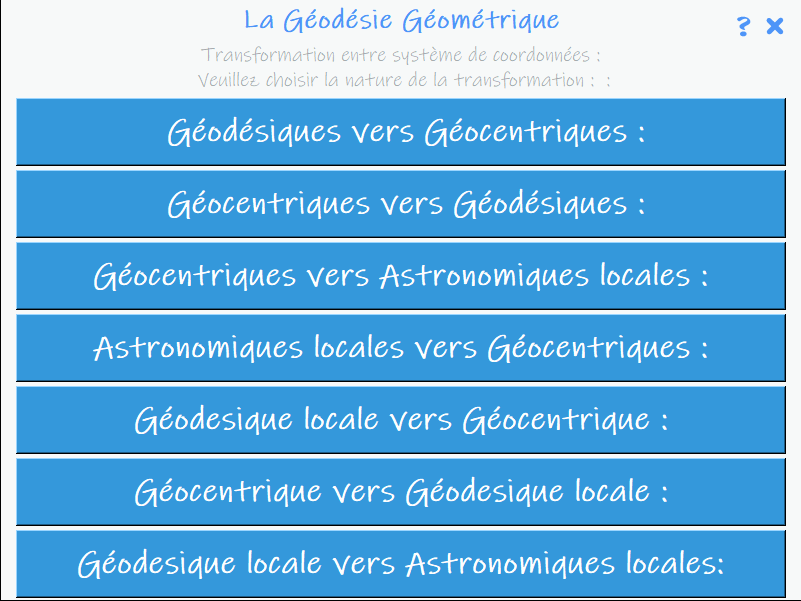 La Géodésie Géométrique
? ×
Transformation entre système de coordonnées :
Veuillez choisir la nature de la transformation : :
Géodésiques vers Géocentriques :
Géocentriques vers Géodésiques :
Géocentriques vers Astronomiques locales :
Astronomiques locales vers Géocentriques :
Géodesique locale vers Géocentrique :
Géocentrique vers Géodesique locale :
Géodesique locale vers Astronomiques locales: